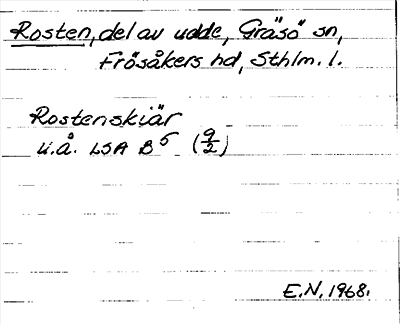 Rosten, del av udde, Gräsö sn,
Frösåkers hd, Sthlm. l.
Rostenskiär
u.å. LSA B⁵ (9/2)
E.N. 1968.